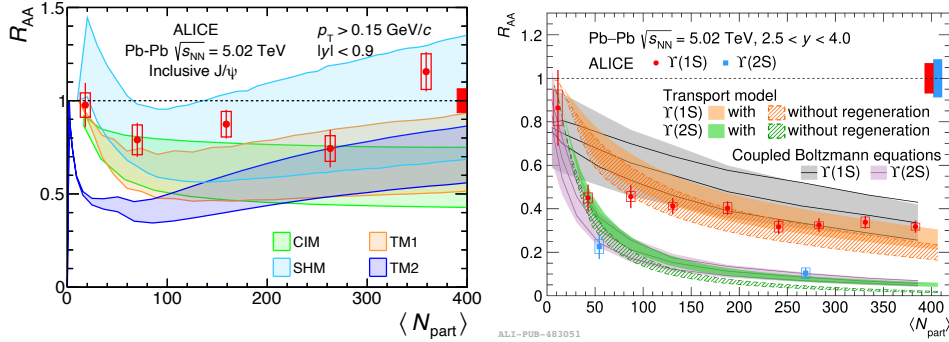 R_AA
ALICE
Pb-Pb √s_NN = 5.02 TeV
Inclusive J/ψ
p_T > 0.15 GeV/c
|y| < 0.9
1.5
1
0.5
0
CIM
TM1
SHM
TM2
0
100
200
300
400
⟨N_part⟩
R_AA
Pb–Pb √s_NN = 5.02 TeV, 2.5 < y < 4.0
ALICE ϒ(1S) ϒ(2S)
Transport model
ϒ(1S) with without regeneration
ϒ(2S) with without regeneration
Coupled Boltzmann equations
ϒ(1S) ϒ(2S)
1.4
1.2
1
0.8
0.6
0.4
0.2
0
0 50 100 150 200 250 300 350 400
⟨N_part⟩
ALI-PUB-483051